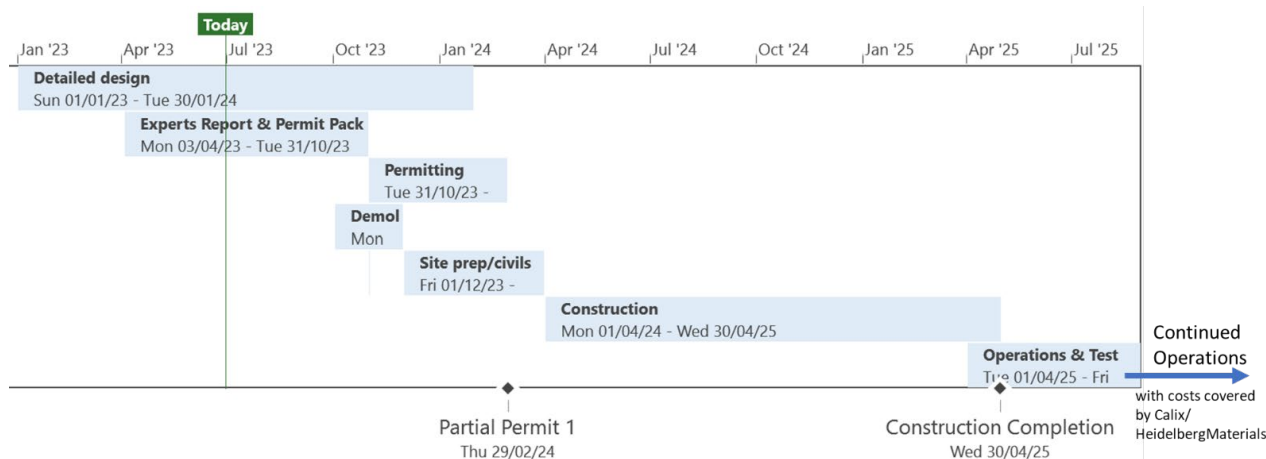 Today
Jan '23 Apr '23 Jul '23 Oct '23 Jan '24 Apr '24 Jul '24 Oct '24 Jan '25 Apr '25 Jul '25
Detailed design
Sun 01/01/23 - Tue 30/01/24
Experts Report & Permit Pack
Mon 03/04/23 - Tue 31/10/23
Permitting
Tue 31/10/23 -
Demol
Mon
Site prep/civils
Fri 01/12/23 -
Construction
Mon 01/04/24 - Wed 30/04/25
Operations & Test
Tue 01/04/25 - Fri
Continued
Operations
with costs covered
by Calix/
HeidelbergMaterials
Partial Permit 1
Thu 29/02/24
Construction Completion
Wed 30/04/25